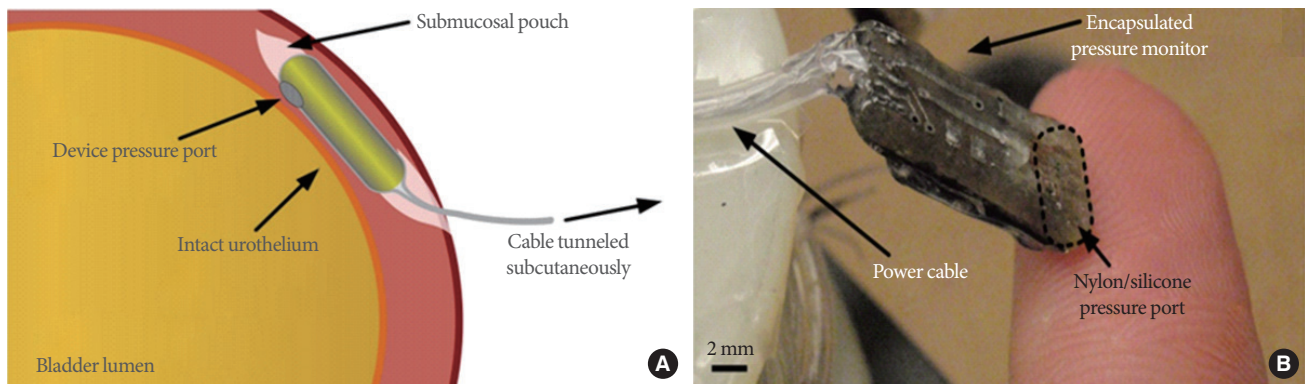 Submucosal pouch
Device pressure port
Intact urothelium
Cable tunneled
subcutaneously
Bladder lumen
A
Encapsulated
pressure monitor
Power cable
Nylon/silicone
pressure port
2 mm
B